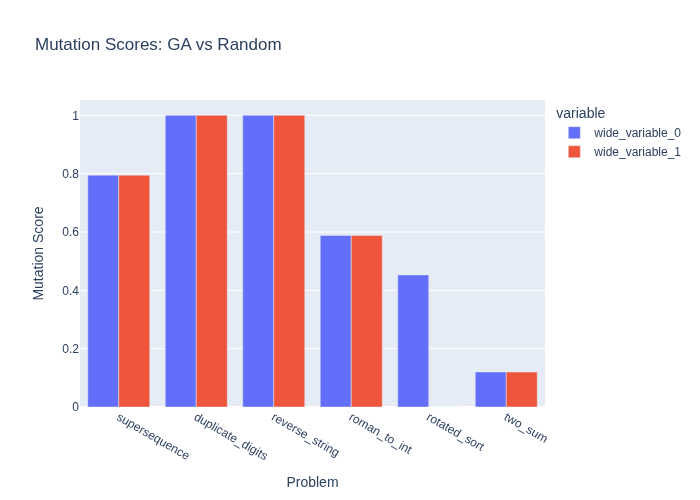 Mutation Scores: GA vs Random
variable
wide_variable_0
wide_variable_1
Mutation Score
1
0.8
0.6
0.4
0.2
0
supersequence
duplicate_digits
reverse_string
roman_to_int
rotated_sort
two_sum
Problem